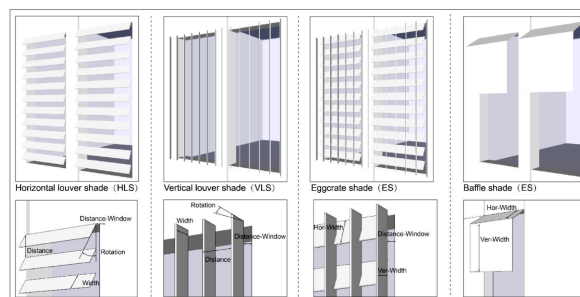 Horizontal louver shade（HLS）
Vertical louver shade（VLS）
Eggcrate shade（ES）
Baffle shade（ES）
Distance-Window
Distance
Rotation
Width
Rotation
Width
Distance-Window
Distance
Hor-Width
Distance-Window
Ver-Width
Hor-Width
Ver-Width